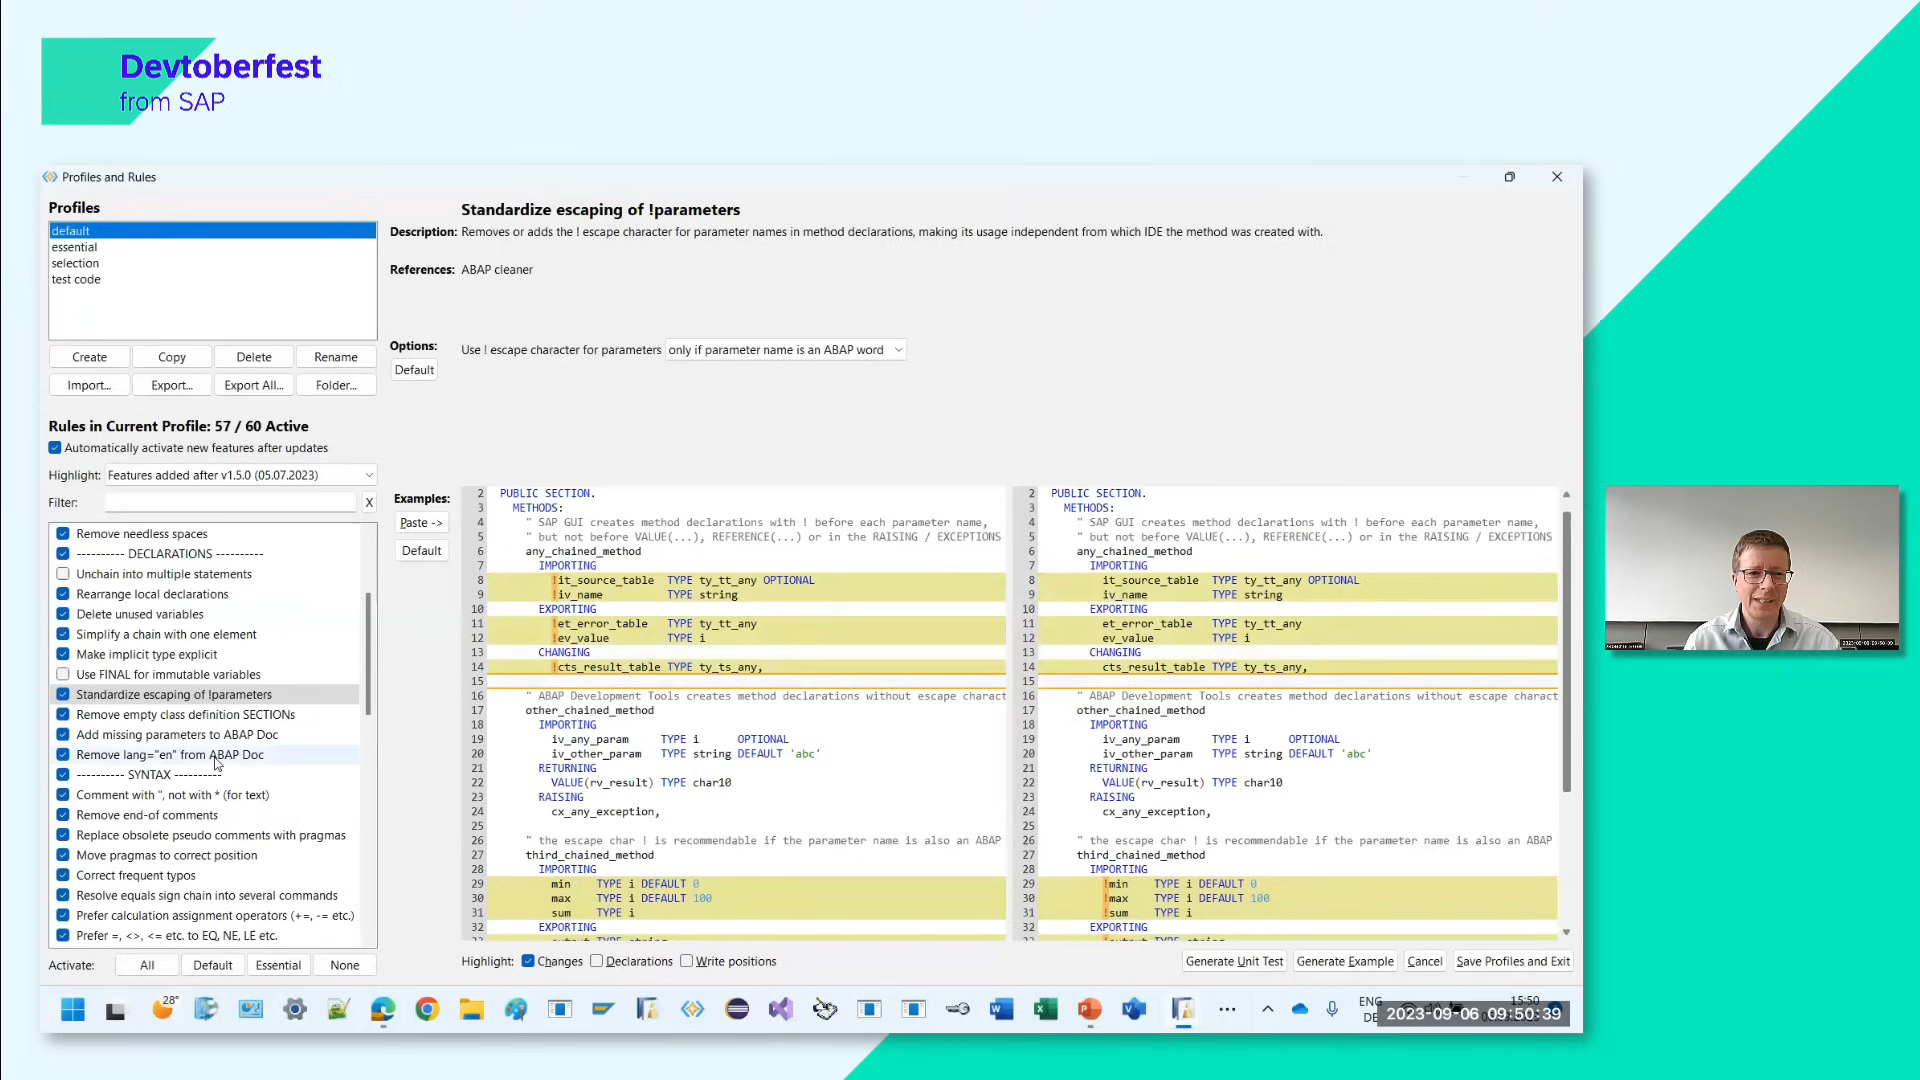 Devtoberfest
from SAP
Profiles and Rules
Profiles
default
essential
selection
test code
Create Copy Delete Rename
Import... Export... Export All... Folder...
Rules in Current Profile: 57 / 60 Active
Automatically activate new features after updates
Highlight: Features added after v1.5.0 (05.07.2023)
Filter: X
Remove needless spaces
---------- DECLARATIONS ----------
Unchain into multiple statements
Rearrange local declarations
Delete unused variables
Simplify a chain with one element
Make implicit type explicit
Use FINAL for immutable variables
Standardize escaping of !parameters
Remove empty class definition SECTIONs
Add missing parameters to ABAP Doc
Remove lang="en" from ABAP Doc
---------- SYNTAX ----------
Comment with ", not with * (for text)
Remove end-of comments
Replace obsolete pseudo comments with pragmas
Move pragmas to correct position
Correct frequent typos
Resolve equals sign chain into several commands
Prefer calculation assignment operators (+=, -= etc.)
Prefer =, <>, <= etc. to EQ, NE, LE etc.
Activate: All Default Essential None
Standardize escaping of !parameters
Description: Removes or adds the ! escape character for parameter names in method declarations, making its usage independent from which IDE the method was created with.
References: ABAP cleaner
Options: Use ! escape character for parameters only if parameter name is an ABAP word
Default
Examples:
Paste ->
Default
2 PUBLIC SECTION.
3 METHODS:
4 " SAP GUI creates method declarations with ! before each parameter name,
5 " but not before VALUE(...), REFERENCE(...) or in the RAISING / EXCEPTIONS
6 any_chained_method
7 IMPORTING
8 !it_source_table TYPE ty_tt_any OPTIONAL
9 !iv_name TYPE string
10 EXPORTING
11 !et_error_table TYPE ty_tt_any
12 !ev_value TYPE i
13 CHANGING
14 !cts_result_table TYPE ty_ts_any,
15
16 " ABAP Development Tools creates method declarations without escape charact
17 other_chained_method
18 IMPORTING
19 iv_any_param TYPE i OPTIONAL
20 iv_other_param TYPE string DEFAULT 'abc'
21 RETURNING
22 VALUE(rv_result) TYPE char10
23 RAISING
24 cx_any_exception,
25
26 " the escape char ! is recommendable if the parameter name is also an ABAP
27 third_chained_method
28 IMPORTING
29 min TYPE i DEFAULT 0
30 max TYPE i DEFAULT 100
31 sum TYPE i
32 EXPORTING
2 PUBLIC SECTION.
3 METHODS:
4 " SAP GUI creates method declarations with ! before each parameter name,
5 " but not before VALUE(...), REFERENCE(...) or in the RAISING / EXCEPTIONS
6 any_chained_method
7 IMPORTING
8 it_source_table TYPE ty_tt_any OPTIONAL
9 iv_name TYPE string
10 EXPORTING
11 et_error_table TYPE ty_tt_any
12 ev_value TYPE i
13 CHANGING
14 cts_result_table TYPE ty_ts_any,
15
16 " ABAP Development Tools creates method declarations without escape charact
17 other_chained_method
18 IMPORTING
19 iv_any_param TYPE i OPTIONAL
20 iv_other_param TYPE string DEFAULT 'abc'
21 RETURNING
22 VALUE(rv_result) TYPE char10
23 RAISING
24 cx_any_exception,
25
26 " the escape char ! is recommendable if the parameter name is also an ABAP
27 third_chained_method
28 IMPORTING
29 !min TYPE i DEFAULT 0
30 !max TYPE i DEFAULT 100
31 !sum TYPE i
32 EXPORTING
Highlight: Changes Declarations Write positions
Generate Unit Test Generate Example Cancel Save Profiles and Exit
28°
ENG
15:50
2023-09-06 09:50:39